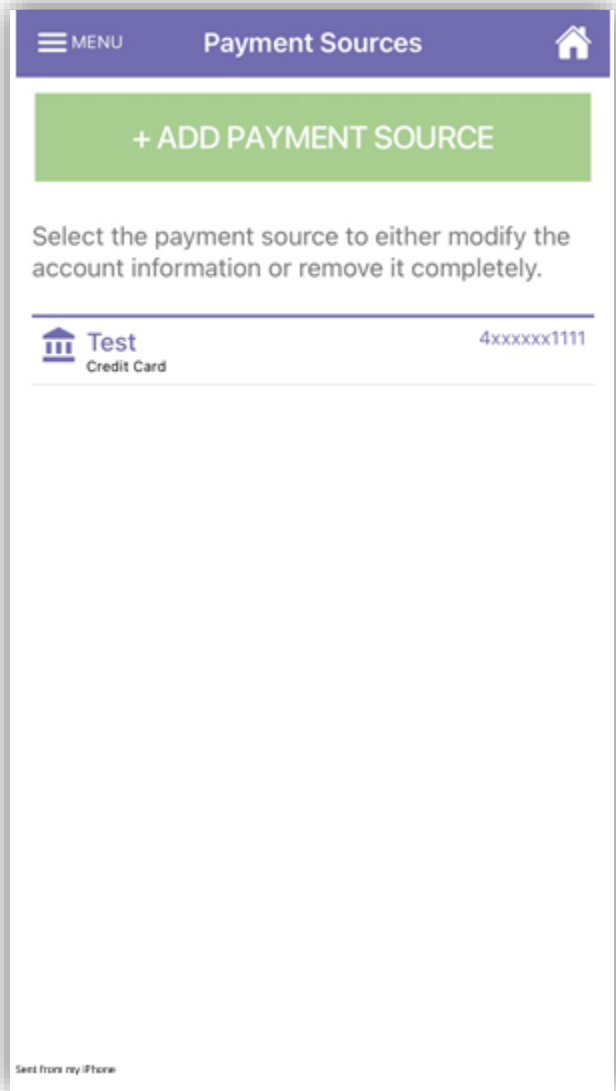 MENU Payment Sources
+ ADD PAYMENT SOURCE
Select the payment source to either modify the
account information or remove it completely.
Test 4xxxxxx1111
Credit Card
Sent from my iPhone